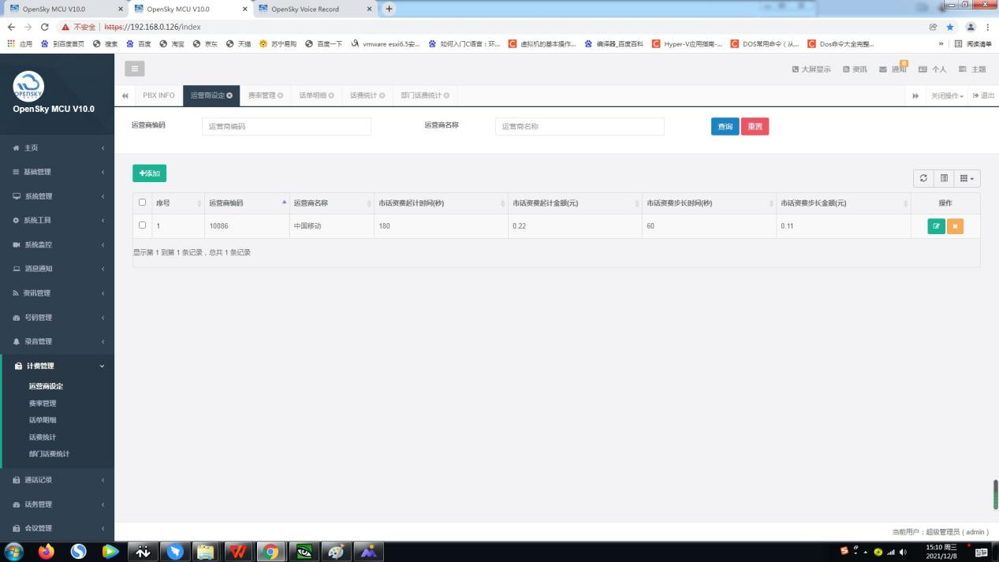 OpenSky MCU V10.0
OpenSky MCU V10.0
OpenSky Voice Record
不安全 https://192.168.0.126/index
应用 到百度首页 搜索 百度 淘宝 京东 天猫 苏宁易购 百度一下 vmware esxi6.5安... 如何入门C语言：环... 虚拟机的基本操作... 编译器_百度百科 Hyper-V应用指南-... DOS常用命令（从... Dos命令大全完整... » 阅读清单
OPENSKY
OpenSky MCU V10.0
大屏显示 资讯 通知 0 个人 主题
PBX INFO 运营商设定 费率管理 话单明细 话费统计 部门话费统计 关闭操作 退出
运营商编码 运营商编码 运营商名称 运营商名称 查询 重置
添加
序号 运营商编码 运营商名称 市话资费起计时间(秒) 市话资费起计金额(元) 市话资费步长时间(秒) 市话资费步长金额(元) 操作
1 10086 中国移动 180 0.22 60 0.11
显示第 1 到第 1 条记录，总共 1 条记录
主页
基础管理
系统管理
系统工具
系统监控
消息通知
资讯管理
号码管理
录音管理
计费管理
运营商设定
费率管理
话单明细
话费统计
部门话费统计
通话记录
话务管理
会议管理
当前用户：超级管理员 ( admin )
15:10 周三
2021/12/8